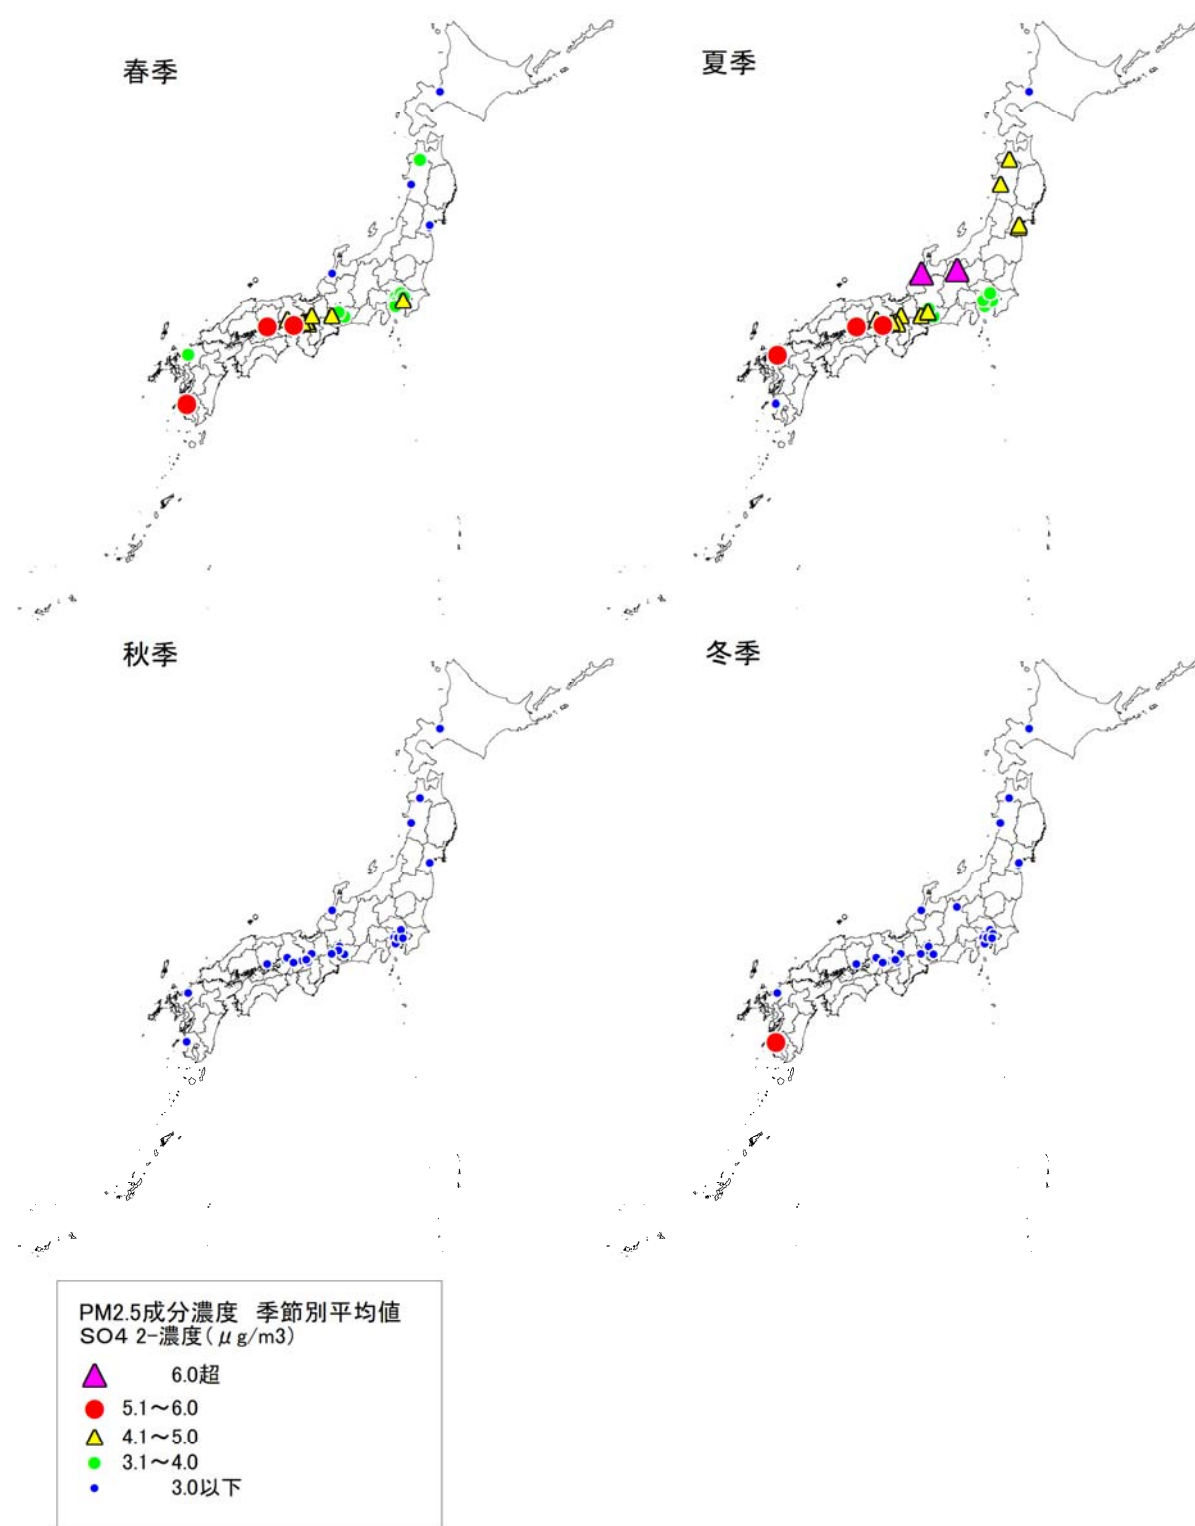 春季
夏季
秋季
冬季
PM2.5成分濃度 季節別平均値
SO4 2-濃度(μg/m3)
6.0超
5.1～6.0
4.1～5.0
3.1～4.0
3.0以下